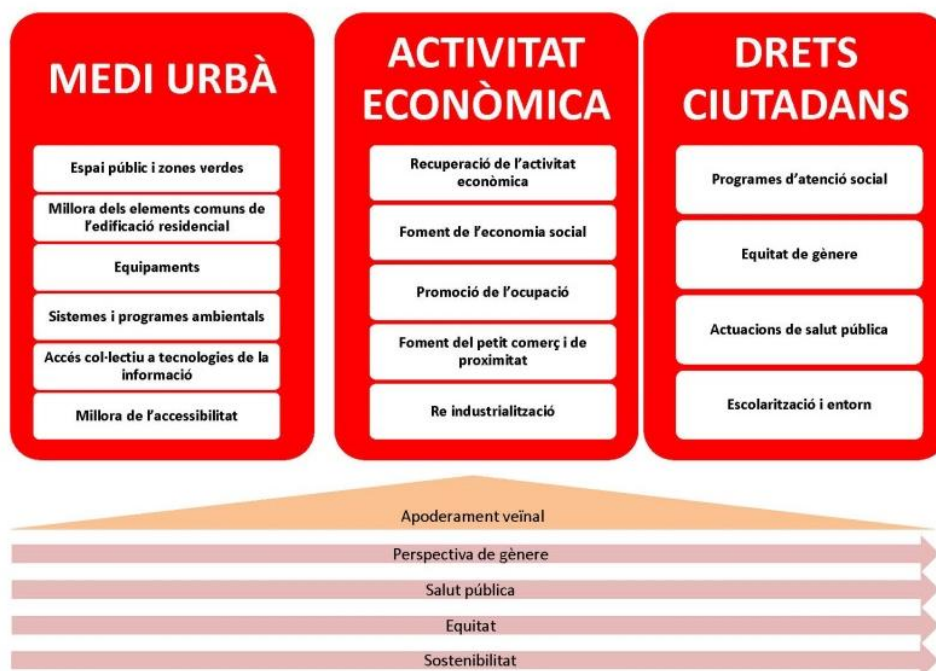 MEDI URBÀ
Espai públic i zones verdes
Millora dels elements comuns de
l'edificació residencial
Equipaments
Sistemes i programes ambientals
Accés col·lectiu a tecnologies de la
informació
Millora de l'accessibilitat
ACTIVITAT
ECONÒMICA
Recuperació de l'activitat
econòmica
Foment de l'economia social
Promoció de l'ocupació
Foment del petit comerç i de
proximitat
Re industrialització
DRETS
CIUTADANS
Programes d'atenció social
Equitat de gènere
Actuacions de salut pública
Escolarització i entorn
Apoderament veïnal
Perspectiva de gènere
Salut pública
Equitat
Sostenibilitat